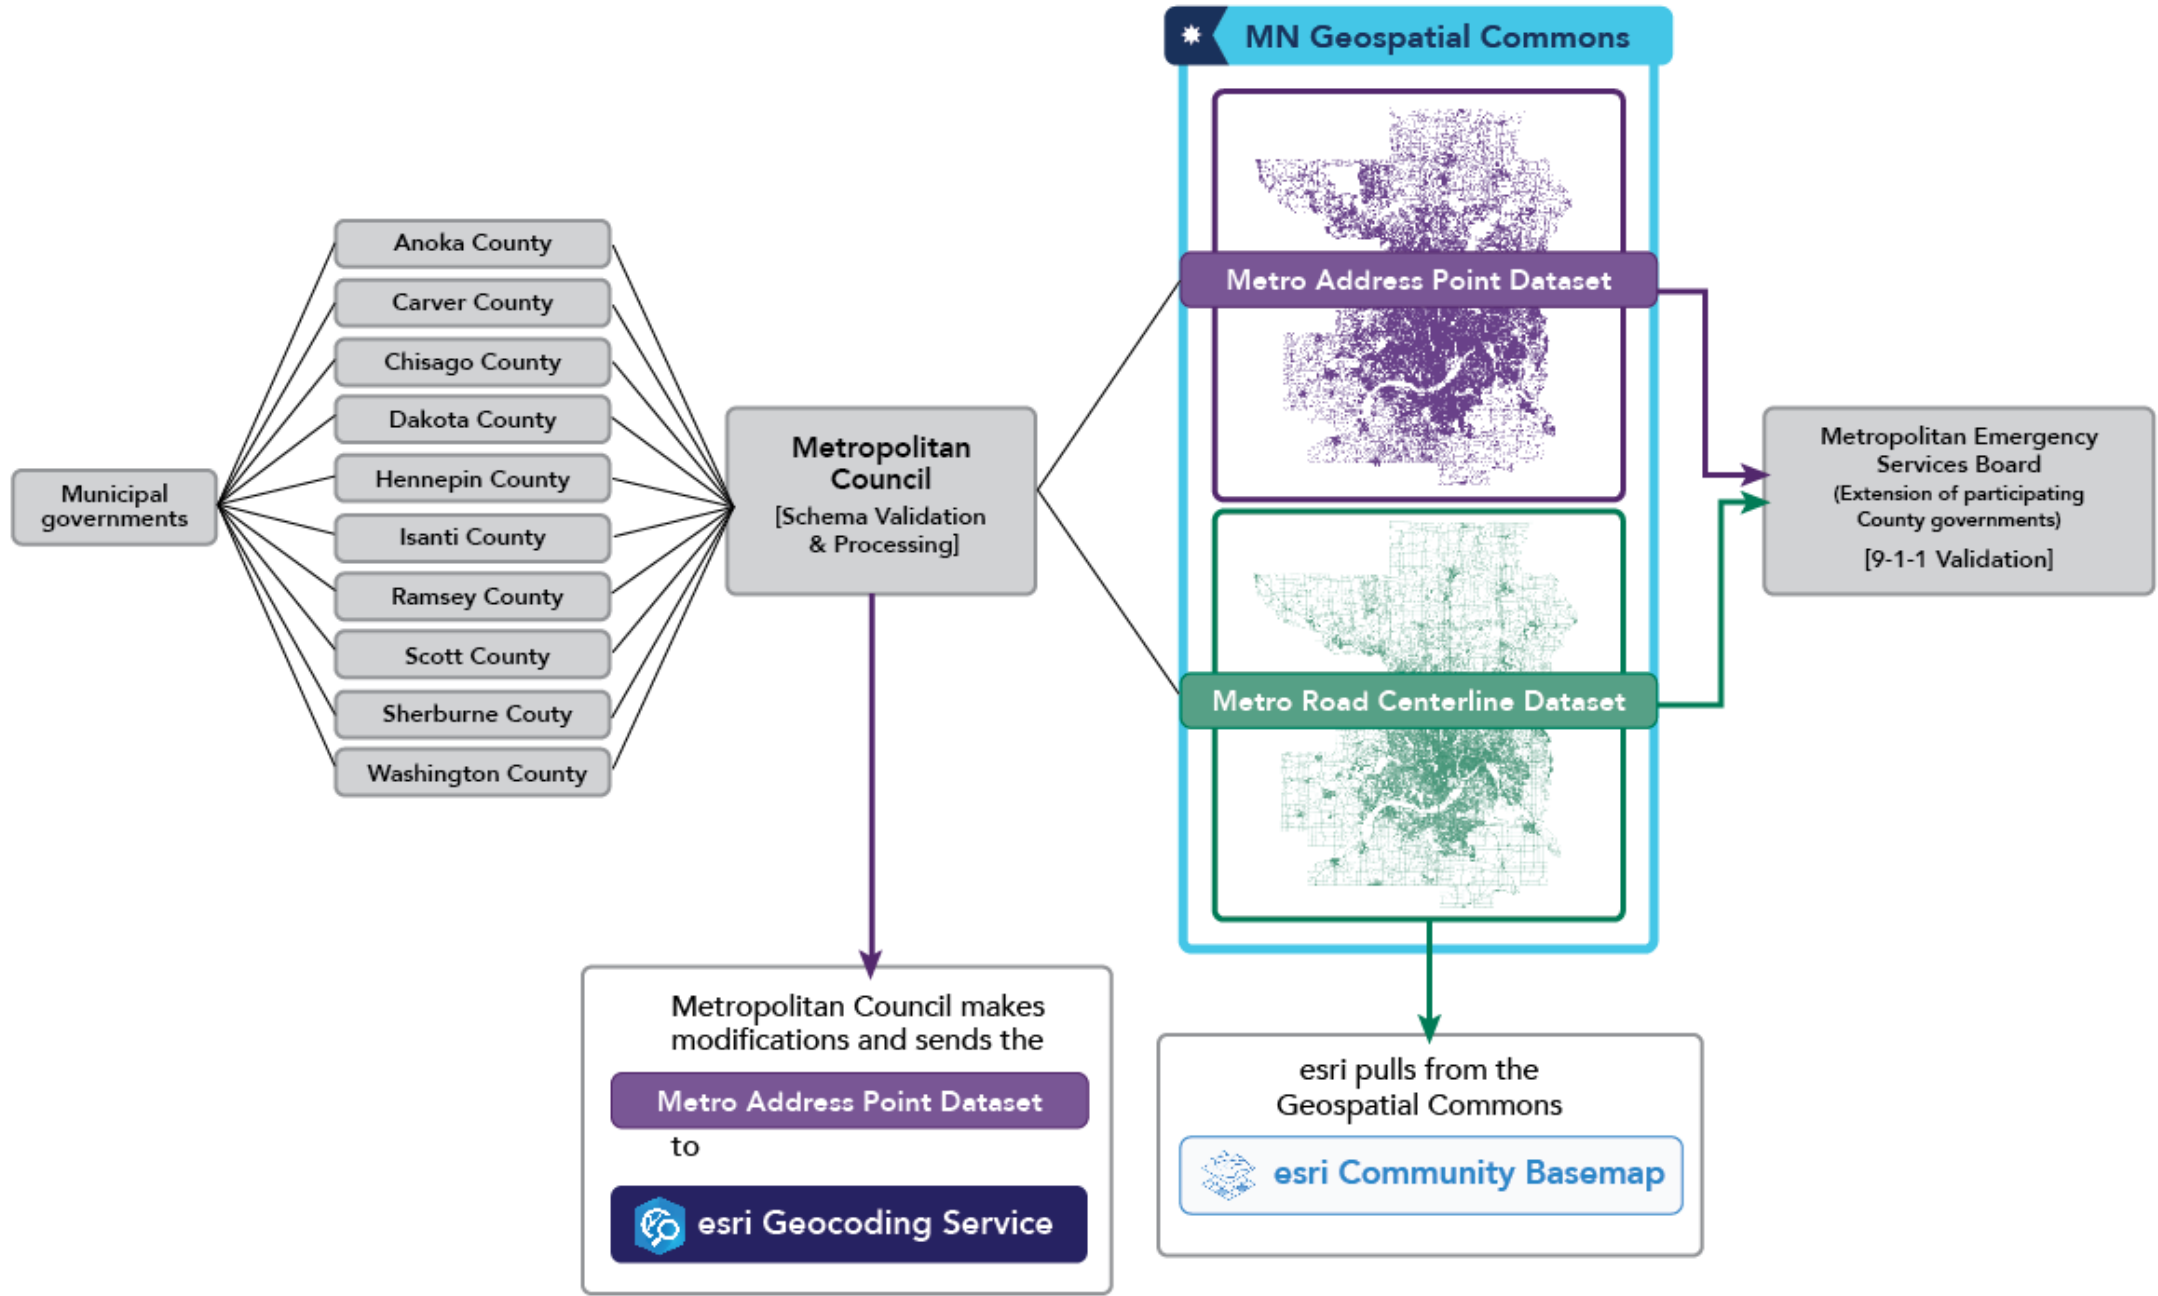 MN Geospatial Commons
Municipal
governments
Anoka County
Carver County
Chisago County
Dakota County
Hennepin County
Isanti County
Ramsey County
Scott County
Sherburne Couty
Washington County
Metropolitan
Council
[Schema Validation
& Processing]
Metro Address Point Dataset
Metro Road Centerline Dataset
Metropolitan Emergency
Services Board
(Extension of participating
County governments)
[9-1-1 Validation]
Metropolitan Council makes
modifications and sends the
Metro Address Point Dataset
to
esri Geocoding Service
esri pulls from the
Geospatial Commons
esri Community Basemap